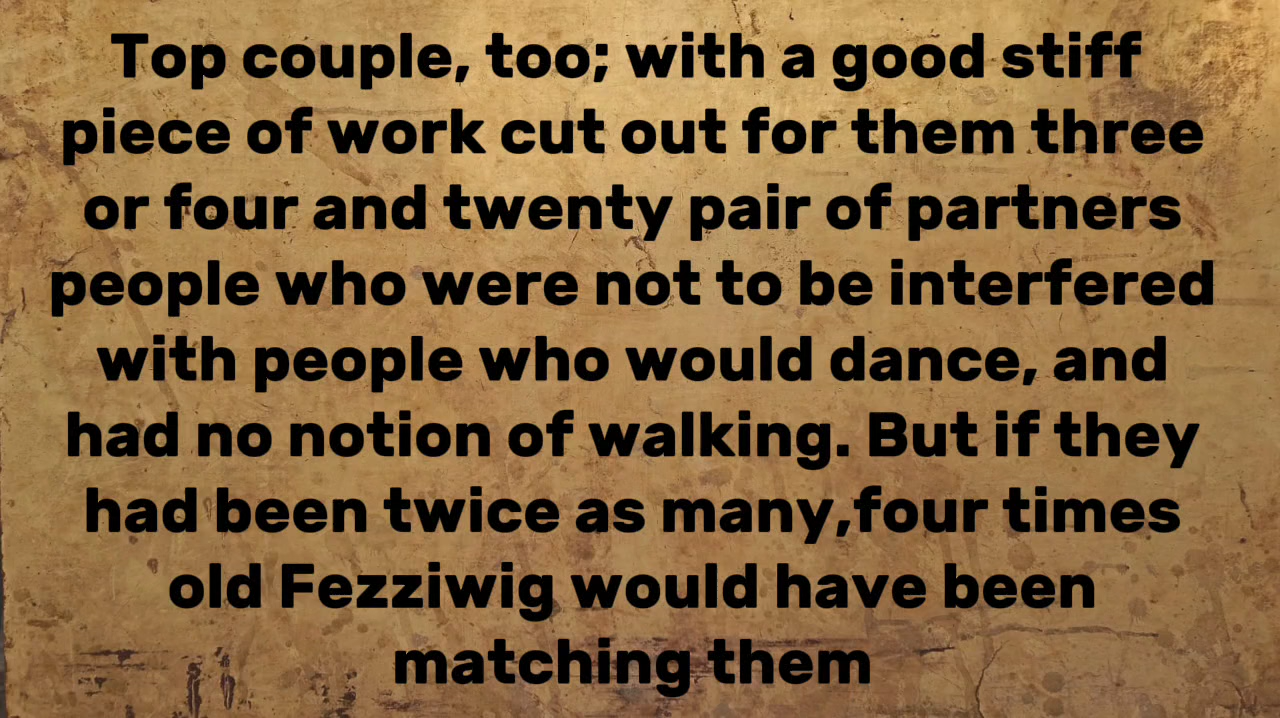 Top couple, too; with a good stiff
piece of work cut out for them three
or four and twenty pair of partners
people who were not to be interfered
with people who would dance, and
had no notion of walking. But if they
had been twice as many,four times
old Fezziwig would have been
matching them